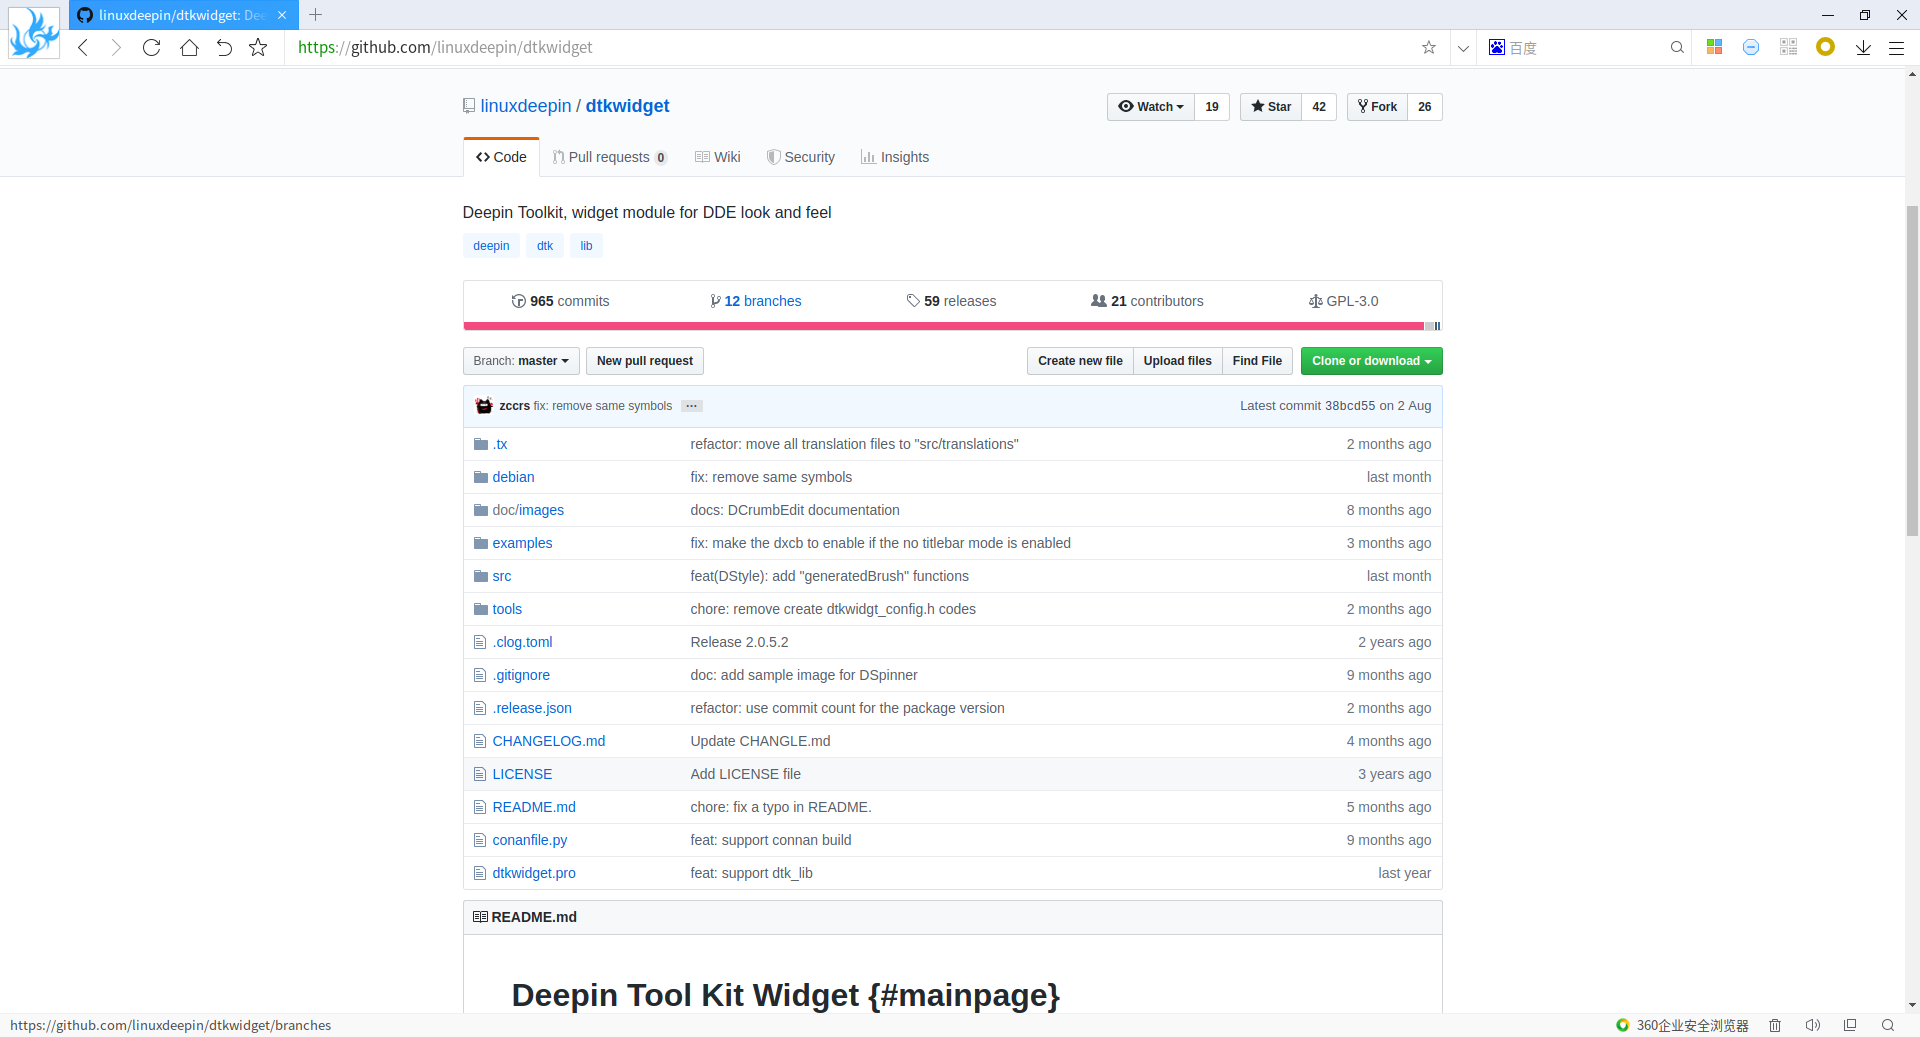 linuxdeepin/dtkwidget: Dee
https://github.com/linuxdeepin/dtkwidget
百度
linuxdeepin / dtkwidget
Watch 19 Star 42 Fork 26
Code Pull requests 0 Wiki Security Insights
Deepin Toolkit, widget module for DDE look and feel
deepin dtk lib
965 commits 12 branches 59 releases 21 contributors GPL-3.0
Branch: master New pull request Create new file Upload files Find File Clone or download
zccrs fix: remove same symbols ... Latest commit 38bcd55 on 2 Aug
.tx refactor: move all translation files to "src/translations" 2 months ago
debian fix: remove same symbols last month
doc/images docs: DCrumbEdit documentation 8 months ago
examples fix: make the dxcb to enable if the no titlebar mode is enabled 3 months ago
src feat(DStyle): add "generatedBrush" functions last month
tools chore: remove create dtkwidgt_config.h codes 2 months ago
.clog.toml Release 2.0.5.2 2 years ago
.gitignore doc: add sample image for DSpinner 9 months ago
.release.json refactor: use commit count for the package version 2 months ago
CHANGELOG.md Update CHANGLE.md 4 months ago
LICENSE Add LICENSE file 3 years ago
README.md chore: fix a typo in README. 5 months ago
conanfile.py feat: support connan build 9 months ago
dtkwidget.pro feat: support dtk_lib last year
README.md
Deepin Tool Kit Widget {#mainpage}
https://github.com/linuxdeepin/dtkwidget/branches
360企业安全浏览器